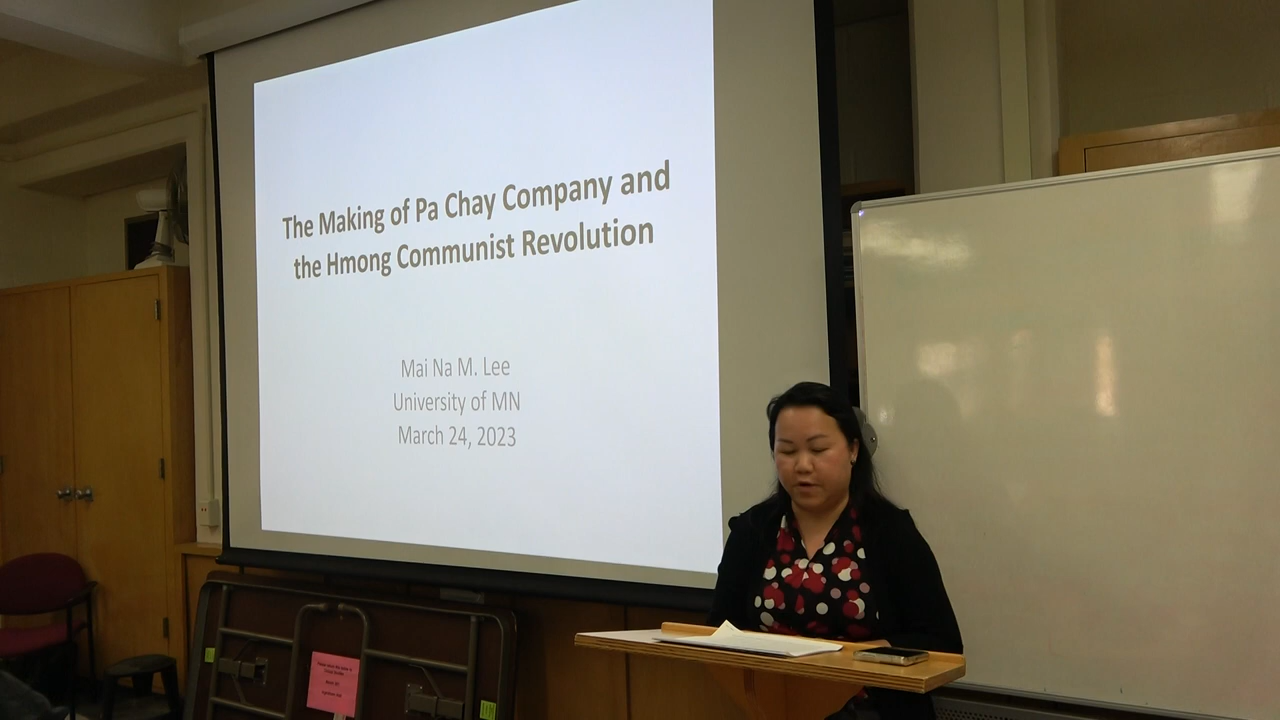 The Making of Pa Chay Company and
the Hmong Communist Revolution
Mai Na M. Lee
University of MN
March 24, 2023